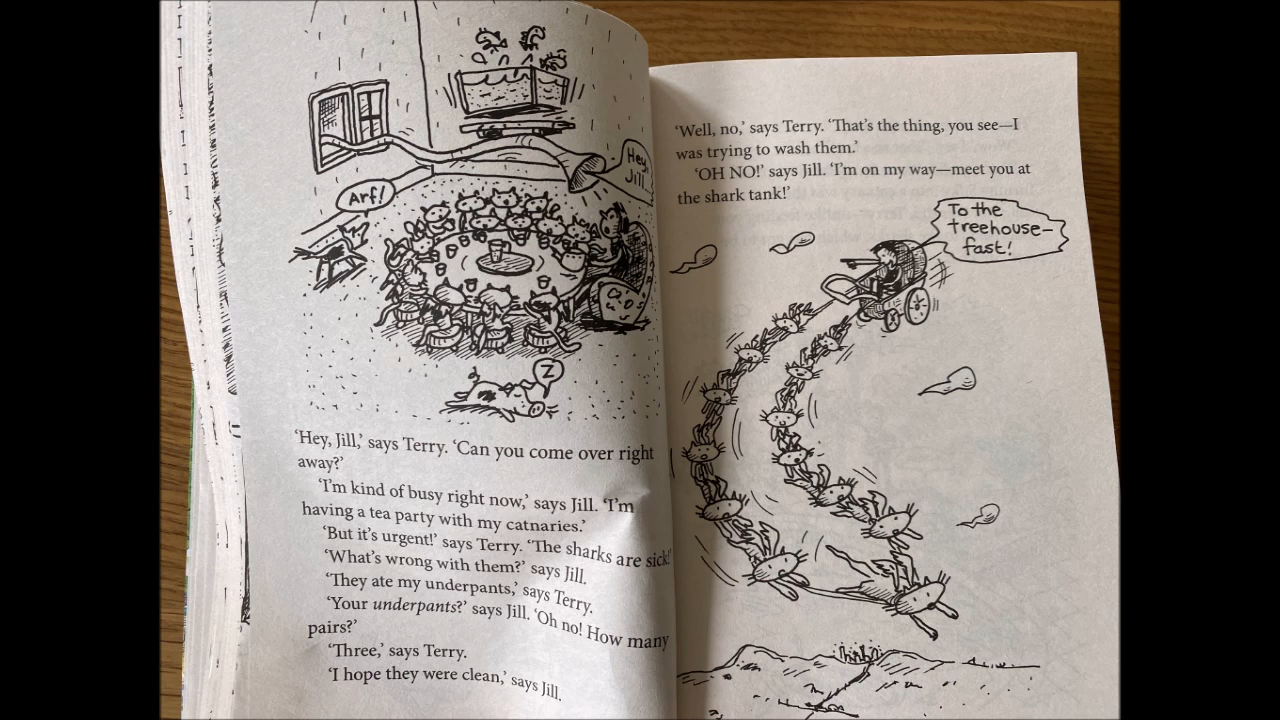 Hey,
Jill...
Arf!
Z
‘Hey, Jill,’ says Terry. ‘Can you come over right
away?’
‘I’m kind of busy right now,’ says Jill. ‘I’m
having a tea party with my catnaries.’
‘But it’s urgent!’ says Terry. ‘The sharks are sick!’
‘What’s wrong with them?’ says Jill.
‘They ate my underpants,’ says Terry.
‘Your underpants?’ says Jill. ‘Oh no! How many
pairs?’
‘Three,’ says Terry.
‘I hope they were clean,’ says Jill.
‘Well, no,’ says Terry. ‘That’s the thing, you see—I
was trying to wash them.’
‘OH NO!’ says Jill. ‘I’m on my way—meet you at
the shark tank!’
To the
treehouse—
fast!